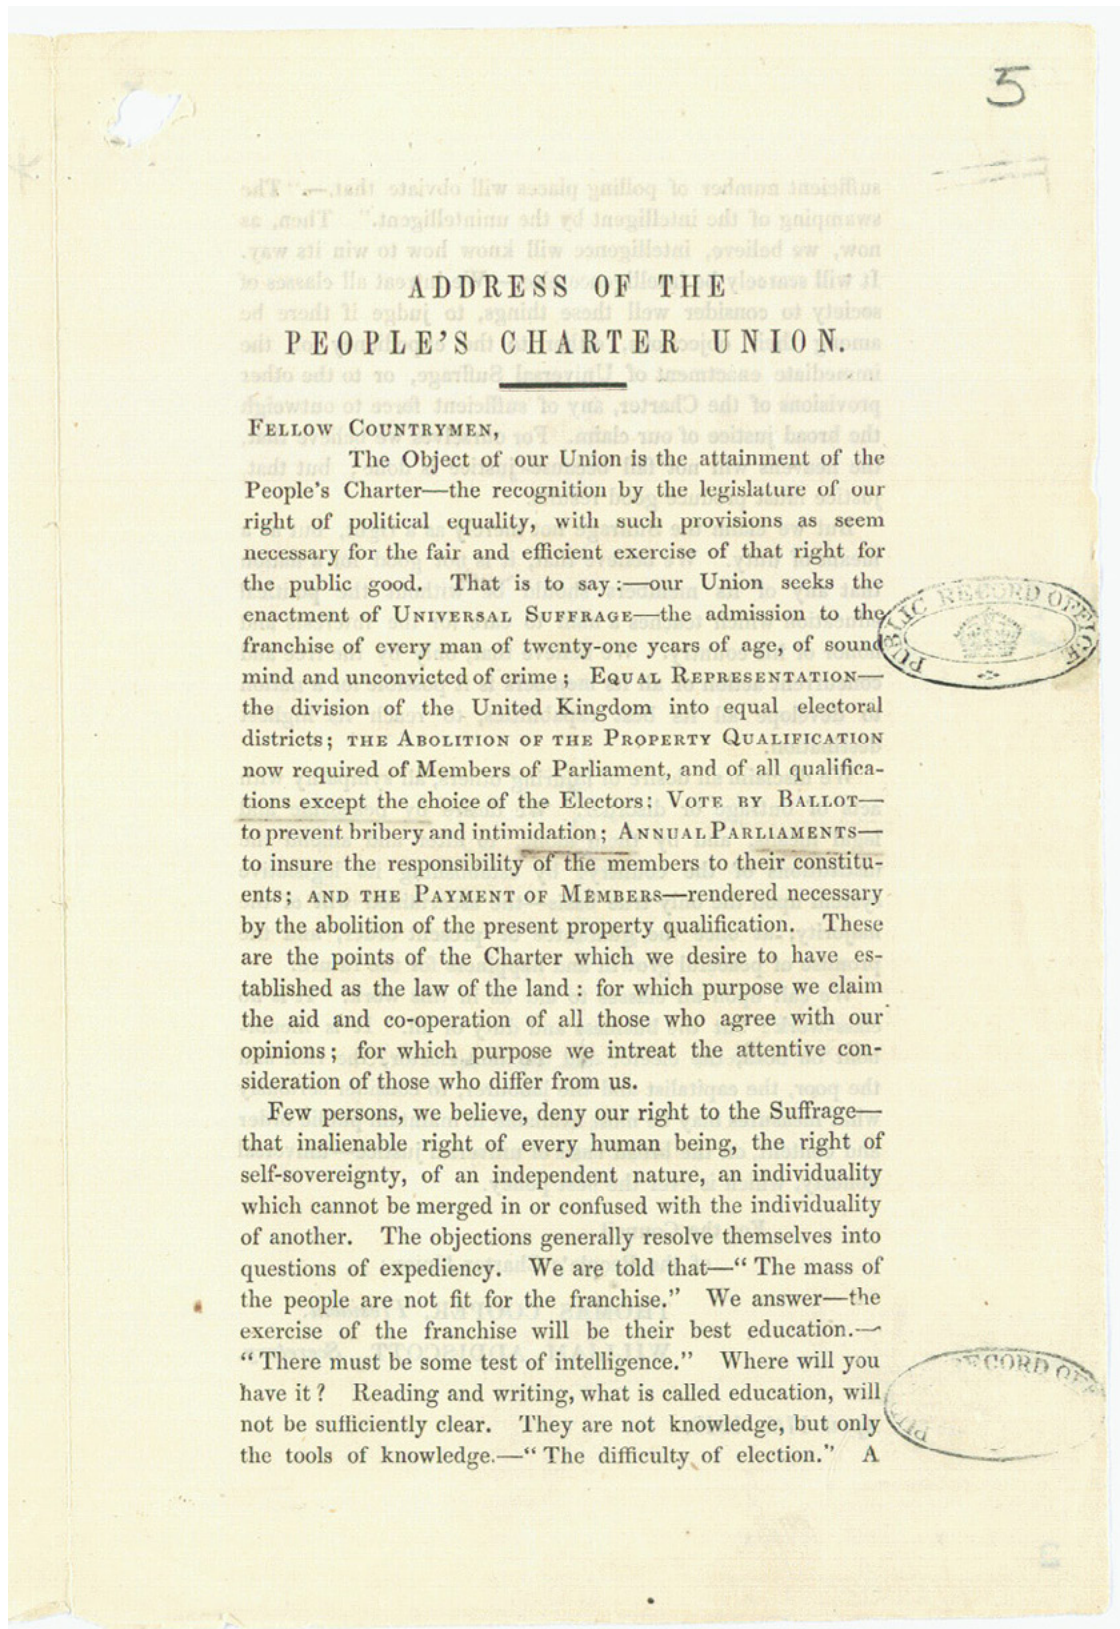 5
ADDRESS OF THE
PEOPLE'S CHARTER UNION.
FELLOW COUNTRYMEN,
The Object of our Union is the attainment of the
People's Charter—the recognition by the legislature of our
right of political equality, with such provisions as seem
necessary for the fair and efficient exercise of that right for
the public good. That is to say:—our Union seeks the
enactment of UNIVERSAL SUFFRAGE—the admission to the
franchise of every man of twenty-one years of age, of sound
mind and unconvicted of crime; EQUAL REPRESENTATION—
the division of the United Kingdom into equal electoral
districts; THE ABOLITION OF THE PROPERTY QUALIFICATION
now required of Members of Parliament, and of all qualifica-
tions except the choice of the Electors: VOTE BY BALLOT—
to prevent bribery and intimidation; ANNUAL PARLIAMENTS—
to insure the responsibility of the members to their constitu-
ents; AND THE PAYMENT OF MEMBERS—rendered necessary
by the abolition of the present property qualification. These
are the points of the Charter which we desire to have es-
tablished as the law of the land: for which purpose we claim
the aid and co-operation of all those who agree with our
opinions; for which purpose we intreat the attentive con-
sideration of those who differ from us.
Few persons, we believe, deny our right to the Suffrage—
that inalienable right of every human being, the right of
self-sovereignty, of an independent nature, an individuality
which cannot be merged in or confused with the individuality
of another. The objections generally resolve themselves into
questions of expediency. We are told that—“The mass of
the people are not fit for the franchise.” We answer—the
exercise of the franchise will be their best education.—
“There must be some test of intelligence.” Where will you
have it? Reading and writing, what is called education, will
not be sufficiently clear. They are not knowledge, but only
the tools of knowledge.—“The difficulty of election.” A
PUBLIC RECORD OFFICE
RECORD